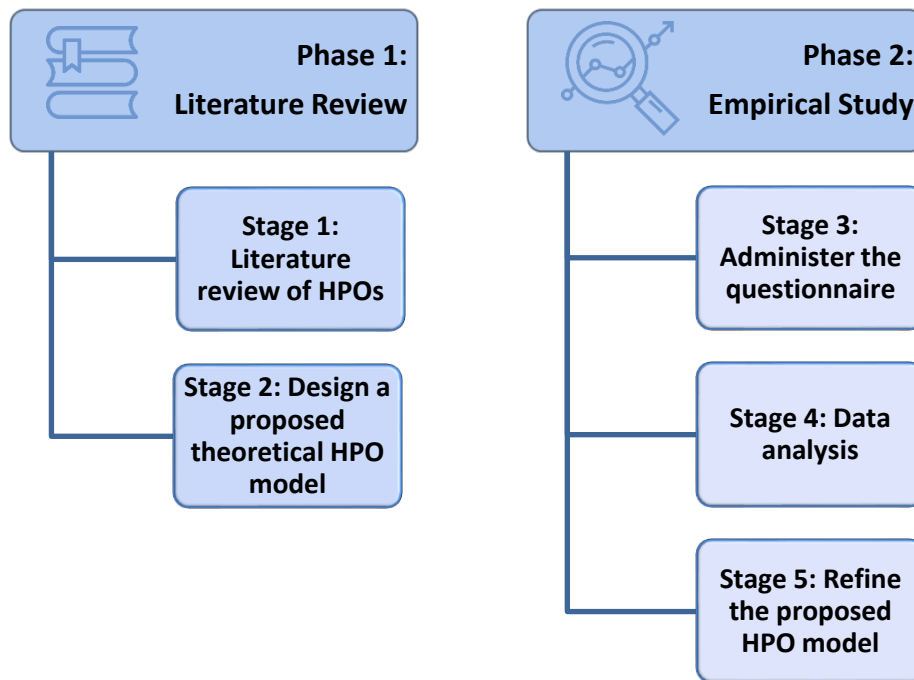 Phase 1:
Literature Review
Stage 1:
Literature
review of HPOs
Stage 2: Design a
proposed
theoretical HPO
model
Phase 2:
Empirical Study
Stage 3:
Administer the
questionnaire
Stage 4: Data
analysis
Stage 5: Refine
the proposed
HPO model